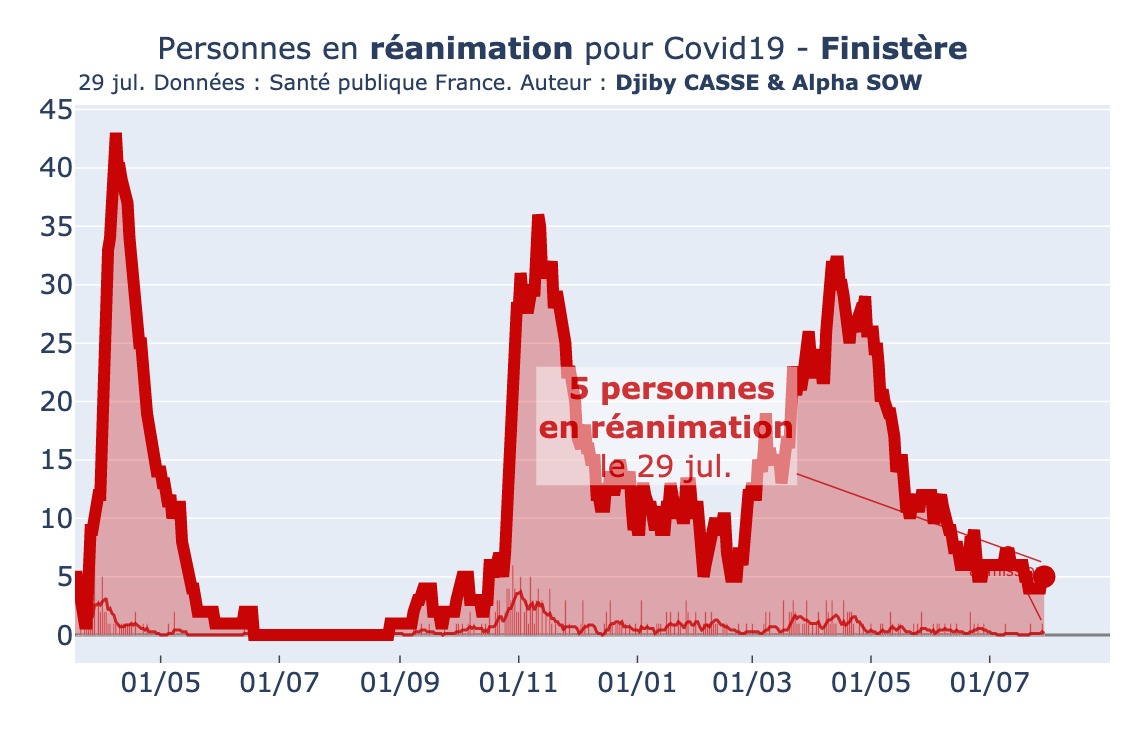 Personnes en réanimation pour Covid19 - Finistère
29 jul. Données : Santé publique France. Auteur : Djiby CASSE & Alpha SOW
45
40
35
30
25
20
15
10
5
0
5 personnes
en réanimation
le 29 jul.
01/05 01/07 01/09 01/11 01/01 01/03 01/05 01/07